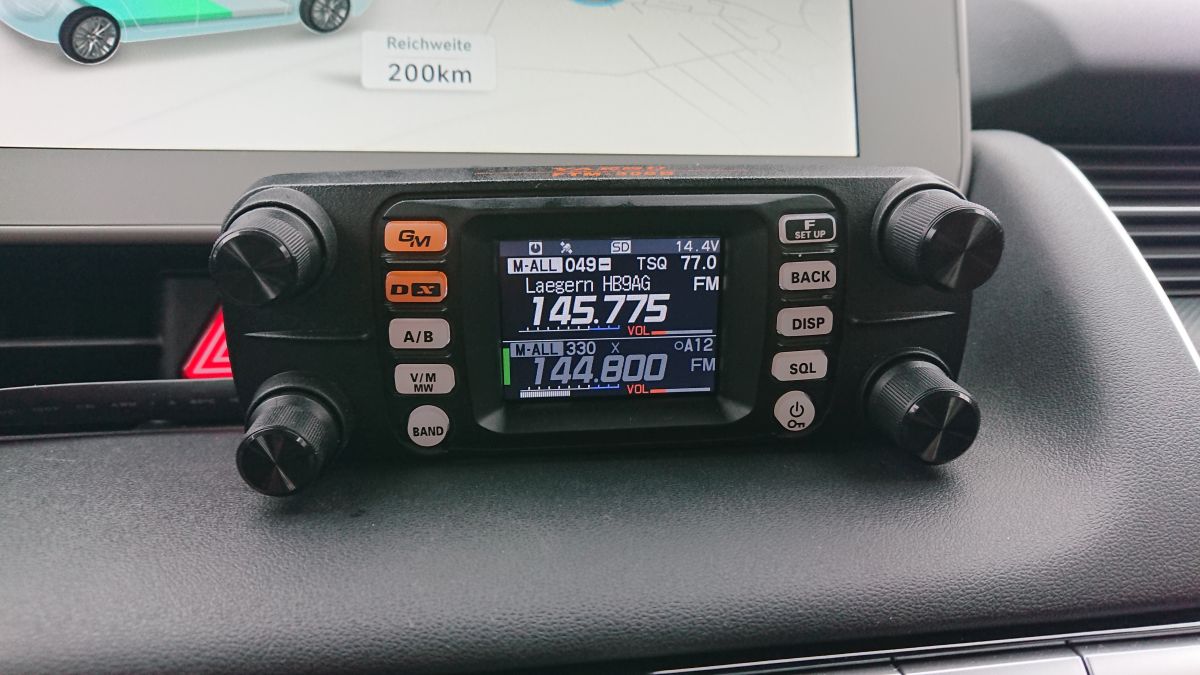 Reichweite
200km
GM
DX
A/B
V/M
MW
BAND
SD 14.4V
M-ALL 049 TSQ 77.0
Laegern HB9AG FM
145.775
VOL
M-ALL 330 X A12
144.800 FM
VOL
F
SET UP
BACK
DISP
SQL